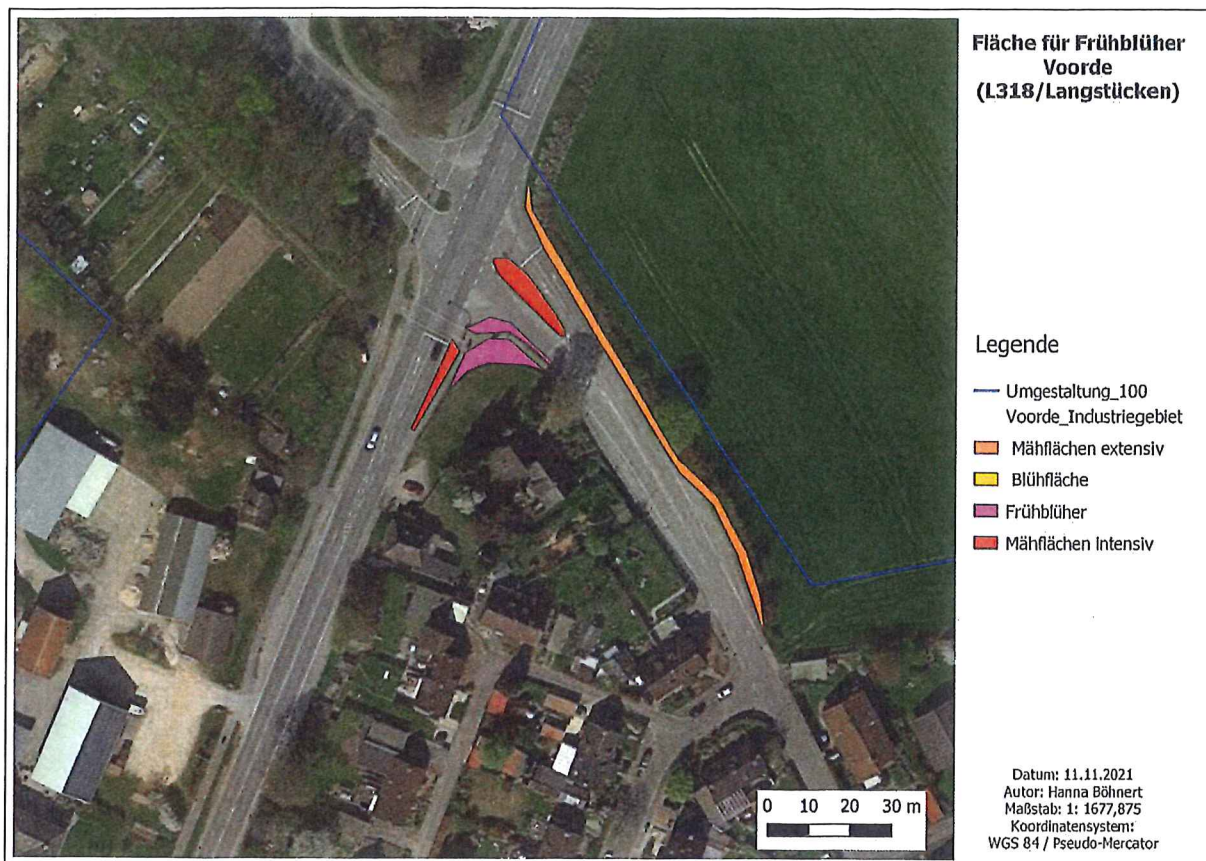 Fläche für Frühblüher
Voorde
(L318/Langstücken)
Legende
Umgestaltung_100
Voorde_Industriegebiet
Mähflächen extensiv
Blühfläche
Frühblüher
Mähflächen intensiv
0 10 20 30 m
Datum: 11.11.2021
Autor: Hanna Böhnert
Maßstab: 1: 1677,875
Koordinatensystem:
WGS 84 / Pseudo-Mercator